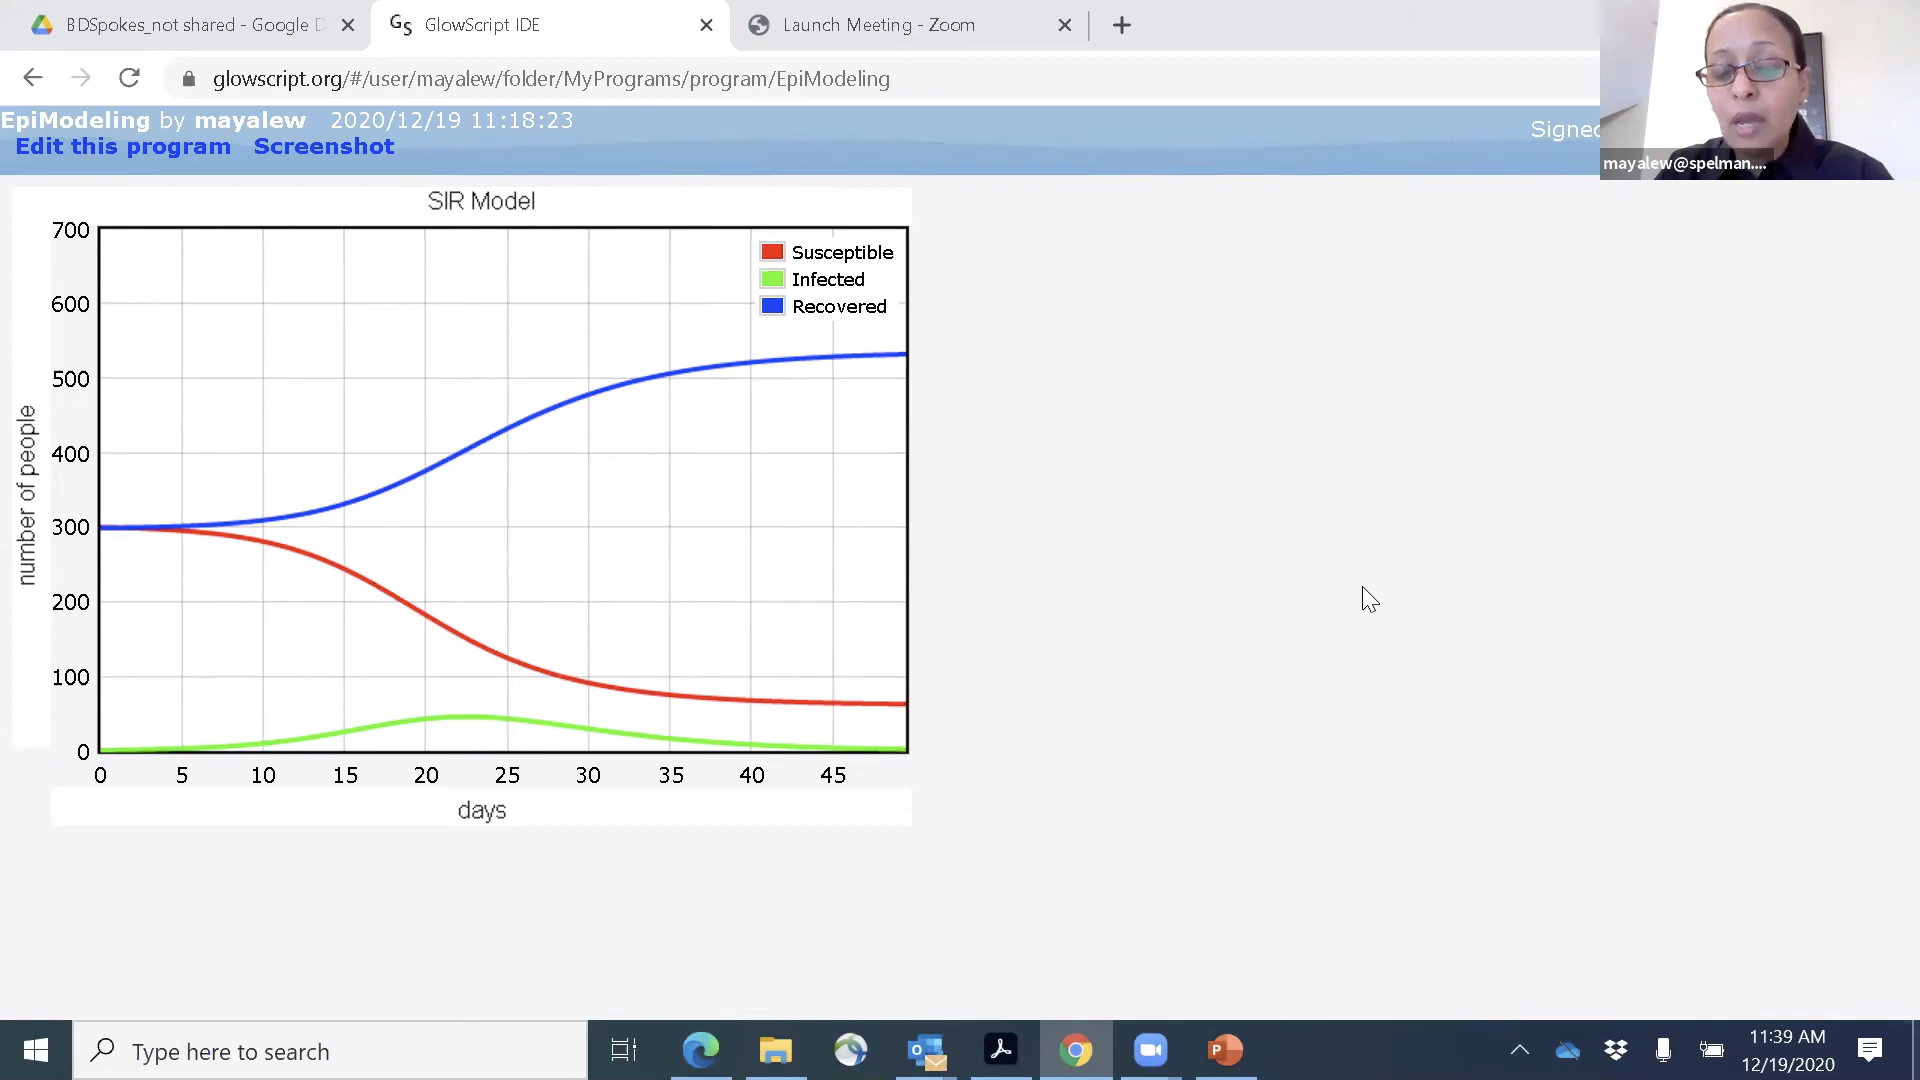 BDSpokes_not shared - Google D
GlowScript IDE
Launch Meeting - Zoom
glowscript.org/#/user/mayalew/folder/MyPrograms/program/EpiModeling
EpiModeling by mayalew 2020/12/19 11:18:23
Signed
Edit this program Screenshot
mayalew@spelman....
SIR Model
700
600
500
400
300
200
100
0
number of people
Susceptible
Infected
Recovered
0 5 10 15 20 25 30 35 40 45
days
Type here to search
11:39 AM
12/19/2020